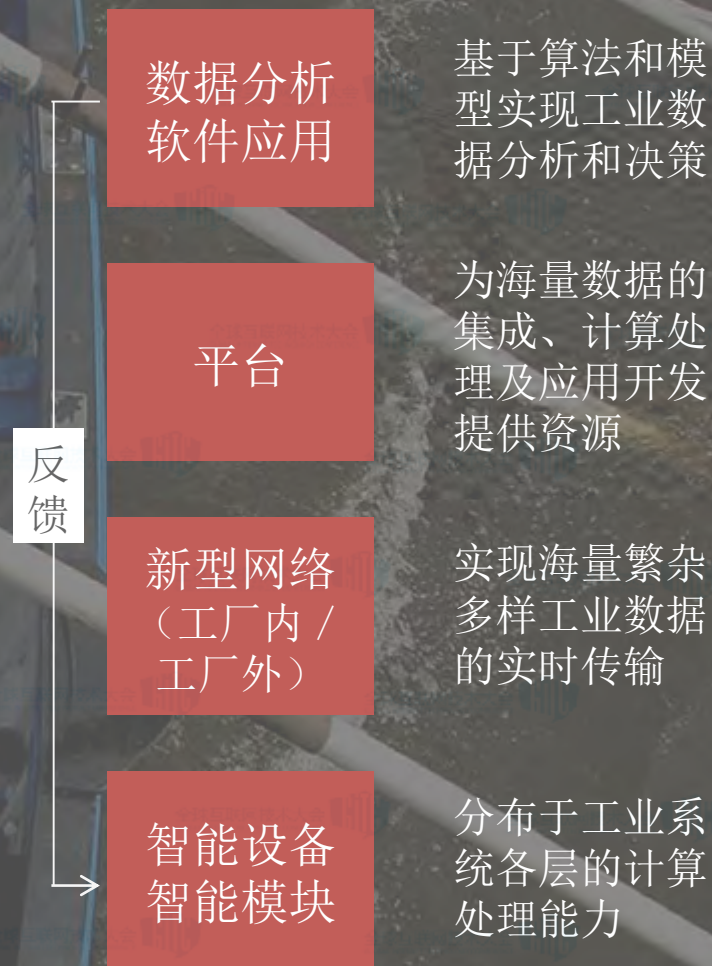 数据分析
软件应用
基于算法和模
型实现工业数
据分析和决策
平台
为海量数据的
集成、计算处
理及应用开发
提供资源
反
馈
新型网络
（工厂内/
工厂外）
实现海量繁杂
多样工业数据
的实时传输
智能设备
智能模块
分布于工业系
统各层的计算
处理能力